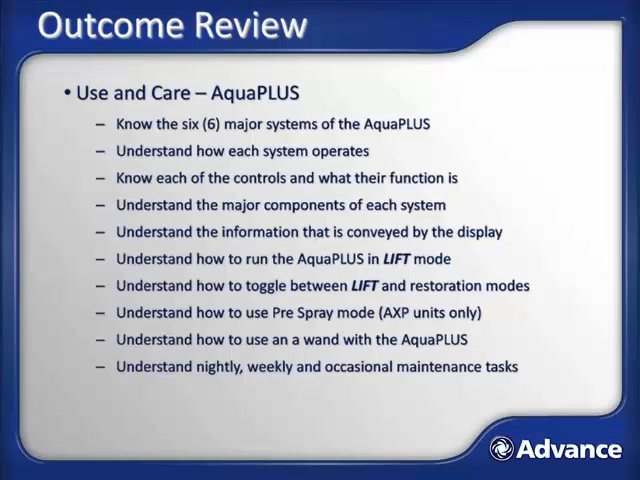 Outcome Review
• Use and Care – AquaPLUS
– Know the six (6) major systems of the AquaPLUS
– Understand how each system operates
– Know each of the controls and what their function is
– Understand the major components of each system
– Understand the information that is conveyed by the display
– Understand how to run the AquaPLUS in LIFT mode
– Understand how to toggle between LIFT and restoration modes
– Understand how to use Pre Spray mode (AXP units only)
– Understand how to use an a wand with the AquaPLUS
– Understand nightly, weekly and occasional maintenance tasks
Advance